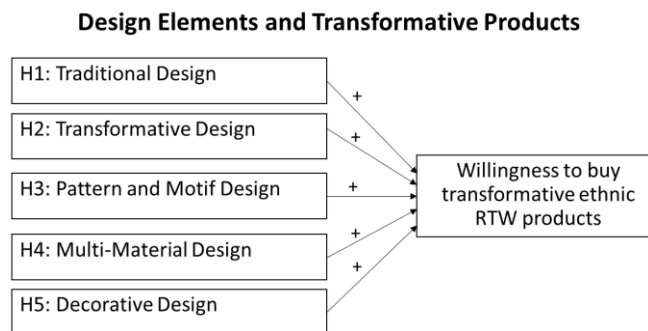 Design Elements and Transformative Products
H1: Traditional Design
+
H2: Transformative Design
+
H3: Pattern and Motif Design
+
Willingness to buy
transformative ethnic
RTW products
H4: Multi-Material Design
+
H5: Decorative Design
+